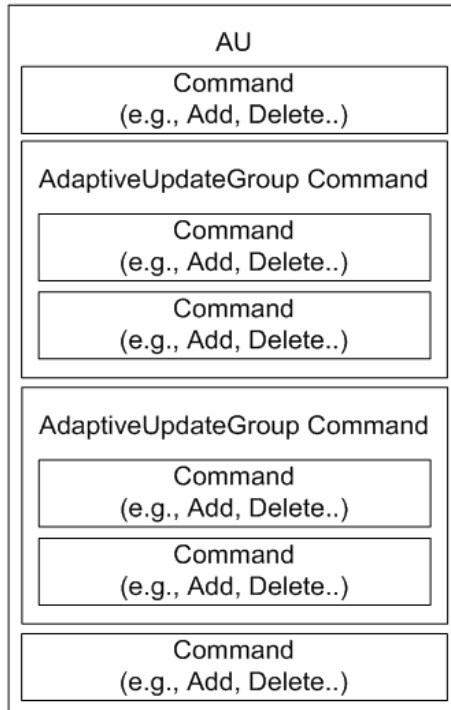 AU
Command
(e.g., Add, Delete..)
AdaptiveUpdateGroup Command
Command
(e.g., Add, Delete..)
Command
(e.g., Add, Delete..)
AdaptiveUpdateGroup Command
Command
(e.g., Add, Delete..)
Command
(e.g., Add, Delete..)
Command
(e.g., Add, Delete..)